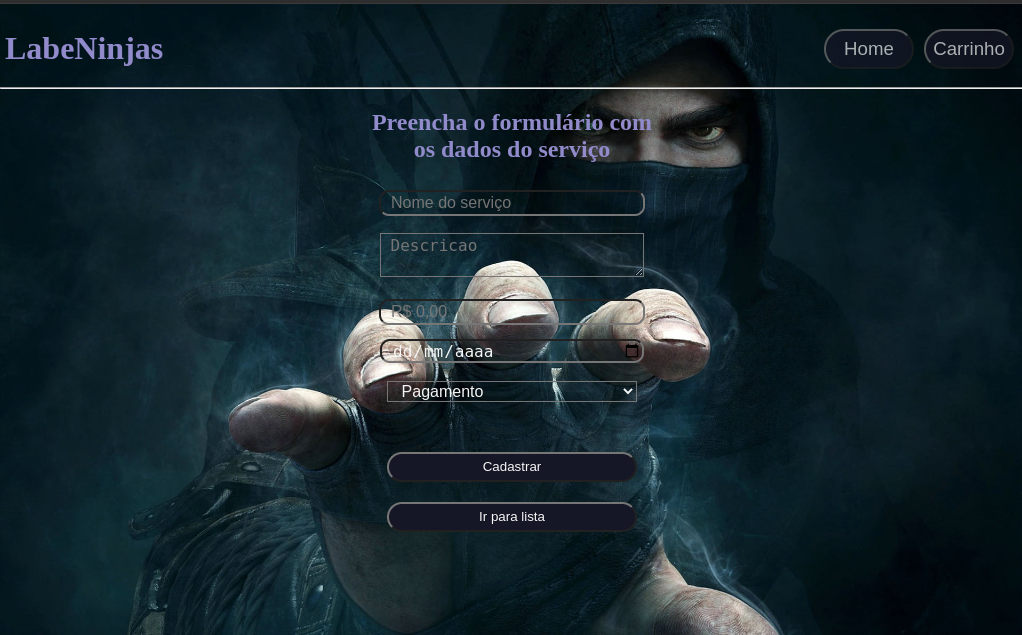 LabeNinjas
Home
Carrinho
Preencha o formulário com
os dados do serviço
Nome do serviço
Descricao
R$ 0.00
dd/mm/aaaa
Pagamento
Cadastrar
Ir para lista